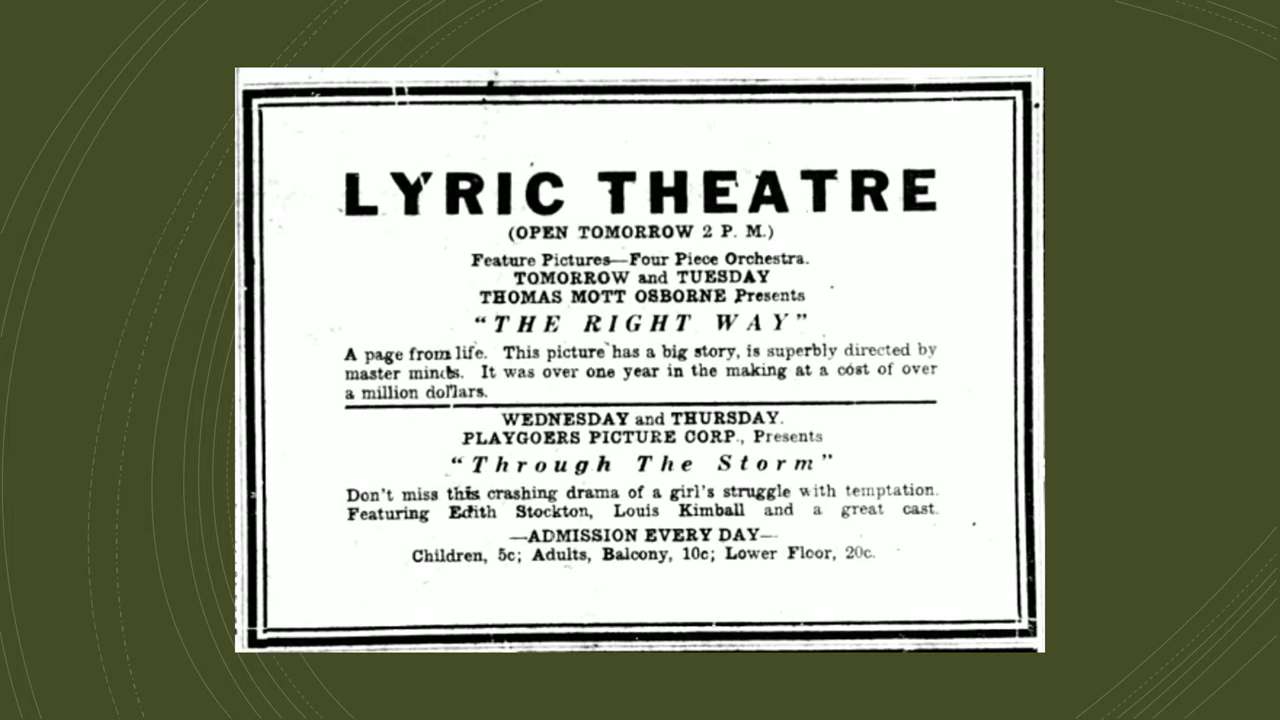 LYRIC THEATRE
(OPEN TOMORROW 2 P. M.)
Feature Pictures—Four Piece Orchestra.
TOMORROW and TUESDAY
THOMAS MOTT OSBORNE Presents
“THE RIGHT WAY”
A page from life. This picture has a big story, is superbly directed by
master minds. It was over one year in the making at a cost of over
a million dollars.
WEDNESDAY and THURSDAY.
PLAYGOERS PICTURE CORP., Presents
“Through The Storm”
Don't miss this crashing drama of a girl's struggle with temptation.
Featuring Edith Stockton, Louis Kimball and a great cast.
—ADMISSION EVERY DAY—
Children, 5c; Adults, Balcony, 10c; Lower Floor, 20c.